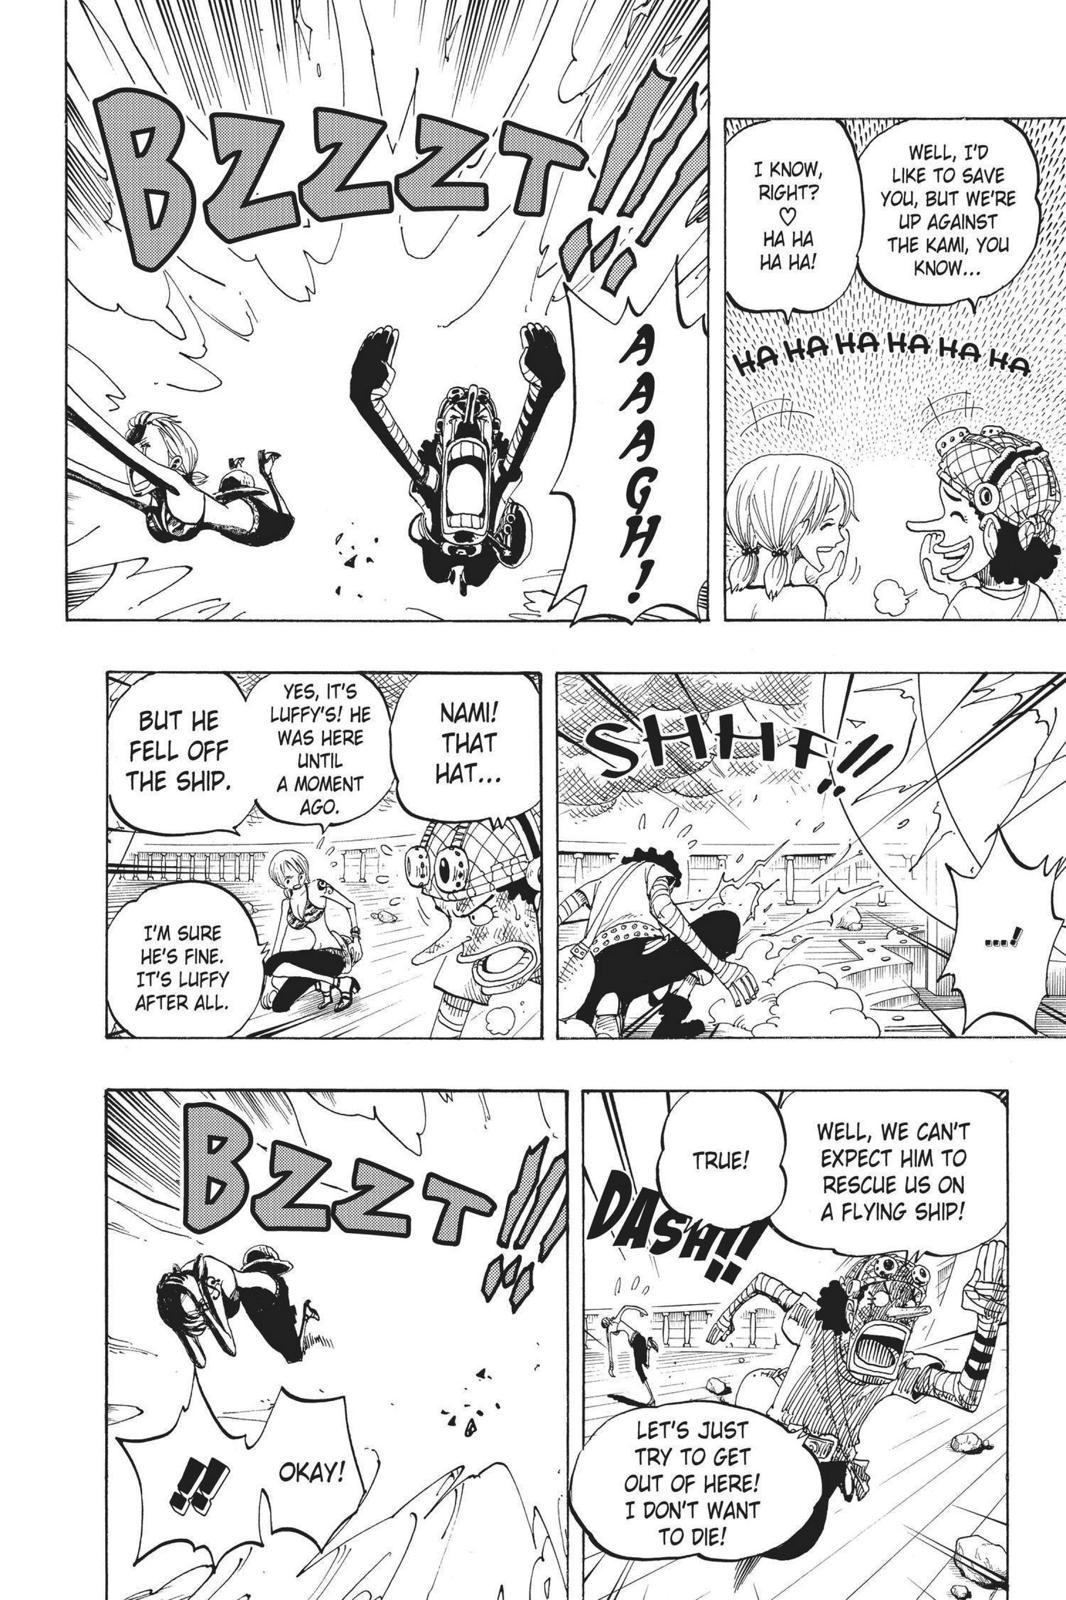 WELL, I'D
LIKE TO SAVE
YOU, BUT WE'RE
UP AGAINST
THE KAMI, YOU
KNOW...
I KNOW,
RIGHT?
♡
HA HA
HA HA!
HA HA HA HA HA HA
BZZZT!!!
AAAAGH!
SHHF!!
...!
NAMI!
THAT
HAT...
YES, IT'S
LUFFY'S! HE
WAS HERE
UNTIL
A MOMENT
AGO.
BUT HE
FELL OFF
THE SHIP.
I'M SURE
HE'S FINE.
IT'S LUFFY
AFTER ALL.
WELL, WE CAN'T
EXPECT HIM TO
RESCUE US ON
A FLYING SHIP!
TRUE!
DASH!!
LET'S JUST
TRY TO GET
OUT OF HERE!
I DON'T WANT
TO DIE!
BZZZT!!!
OKAY!
!!